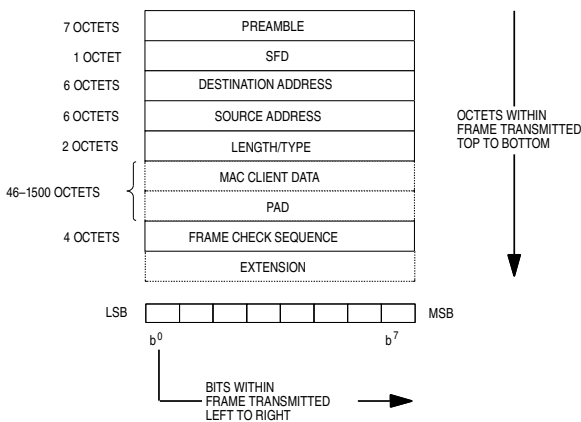 7 OCTETS PREAMBLE
1 OCTET SFD
6 OCTETS DESTINATION ADDRESS
6 OCTETS SOURCE ADDRESS
2 OCTETS LENGTH/TYPE
46–1500 OCTETS
MAC CLIENT DATA
PAD
4 OCTETS FRAME CHECK SEQUENCE
EXTENSION
OCTETS WITHIN
FRAME TRANSMITTED
TOP TO BOTTOM
LSB MSB
b0 b7
BITS WITHIN
FRAME TRANSMITTED
LEFT TO RIGHT